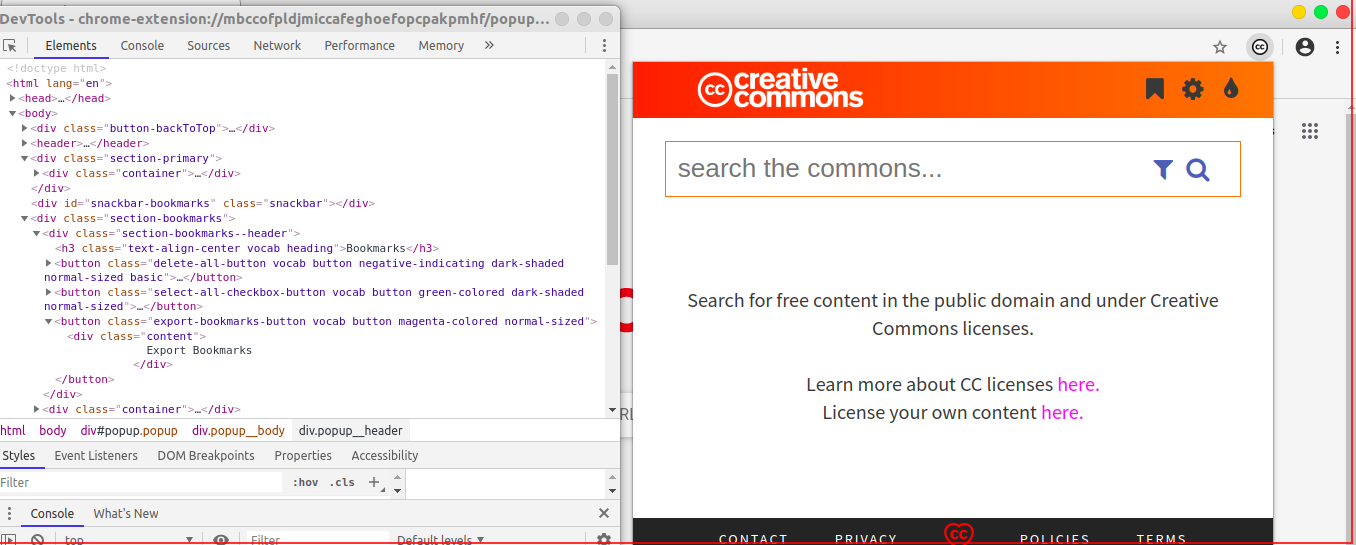 DevTools - chrome-extension://mbccofpldjmiccafeghoefopcpakpmhf/popup...
Elements Console Sources Network Performance Memory »
<!doctype html>
<html lang="en">
<head>…</head>
<body>
<div class="button-backToTop">…</div>
<header>…</header>
<div class="section-primary">
<div class="container">…</div>
</div>
<div id="snackbar-bookmarks" class="snackbar"></div>
<div class="section-bookmarks">
<div class="section-bookmarks--header">
<h3 class="text-align-center vocab heading">Bookmarks</h3>
<button class="delete-all-button vocab button negative-indicating dark-shaded
normal-sized basic">…</button>
<button class="select-all-checkbox-button vocab button green-colored dark-shaded
normal-sized">…</button>
<button class="export-bookmarks-button vocab button magenta-colored normal-sized">
<div class="content">
Export Bookmarks
</div>
</button>
</div>
<div class="container">…</div>
html body div#popup.popup div.popup__body div.popup__header
Styles Event Listeners DOM Breakpoints Properties Accessibility
Filter :hov .cls +
Console What's New
top Filter Default levels
cc
cc creative
commons
search the commons...
Search for free content in the public domain and under Creative
Commons licenses.
Learn more about CC licenses here.
License your own content here.
CONTACT PRIVACY cc POLICIES TERMS